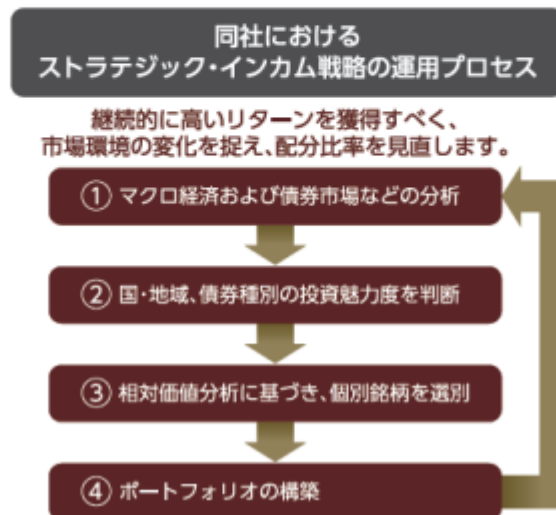 同社における
ストラテジック・インカム戦略の運用プロセス
継続的に高いリターンを獲得すべく、
市場環境の変化を捉え、配分比率を見直します。
① マクロ経済および債券市場などの分析
② 国・地域、債券種別の投資魅力度を判断
③ 相対価値分析に基づき、個別銘柄を選別
④ ポートフォリオの構築